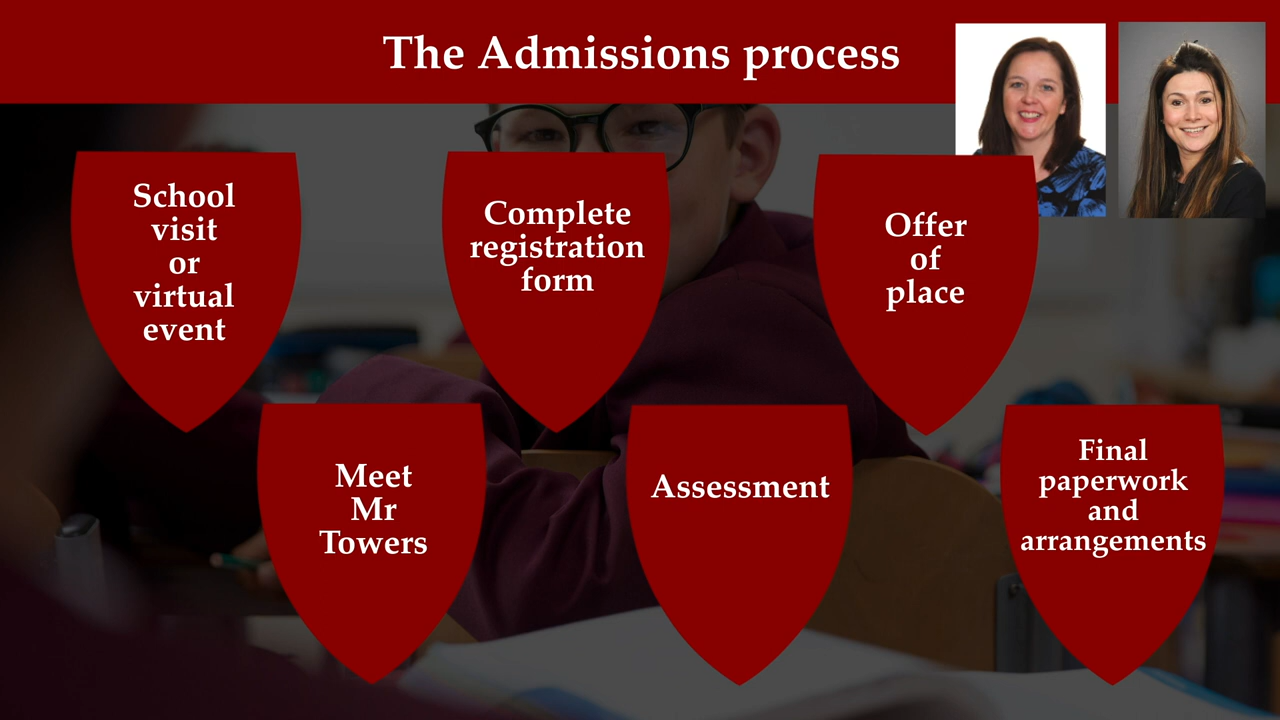 The Admissions process
School
visit
or
virtual
event
Meet
Mr
Towers
Complete
registration
form
Assessment
Offer
of
place
Final
paperwork
and
arrangements